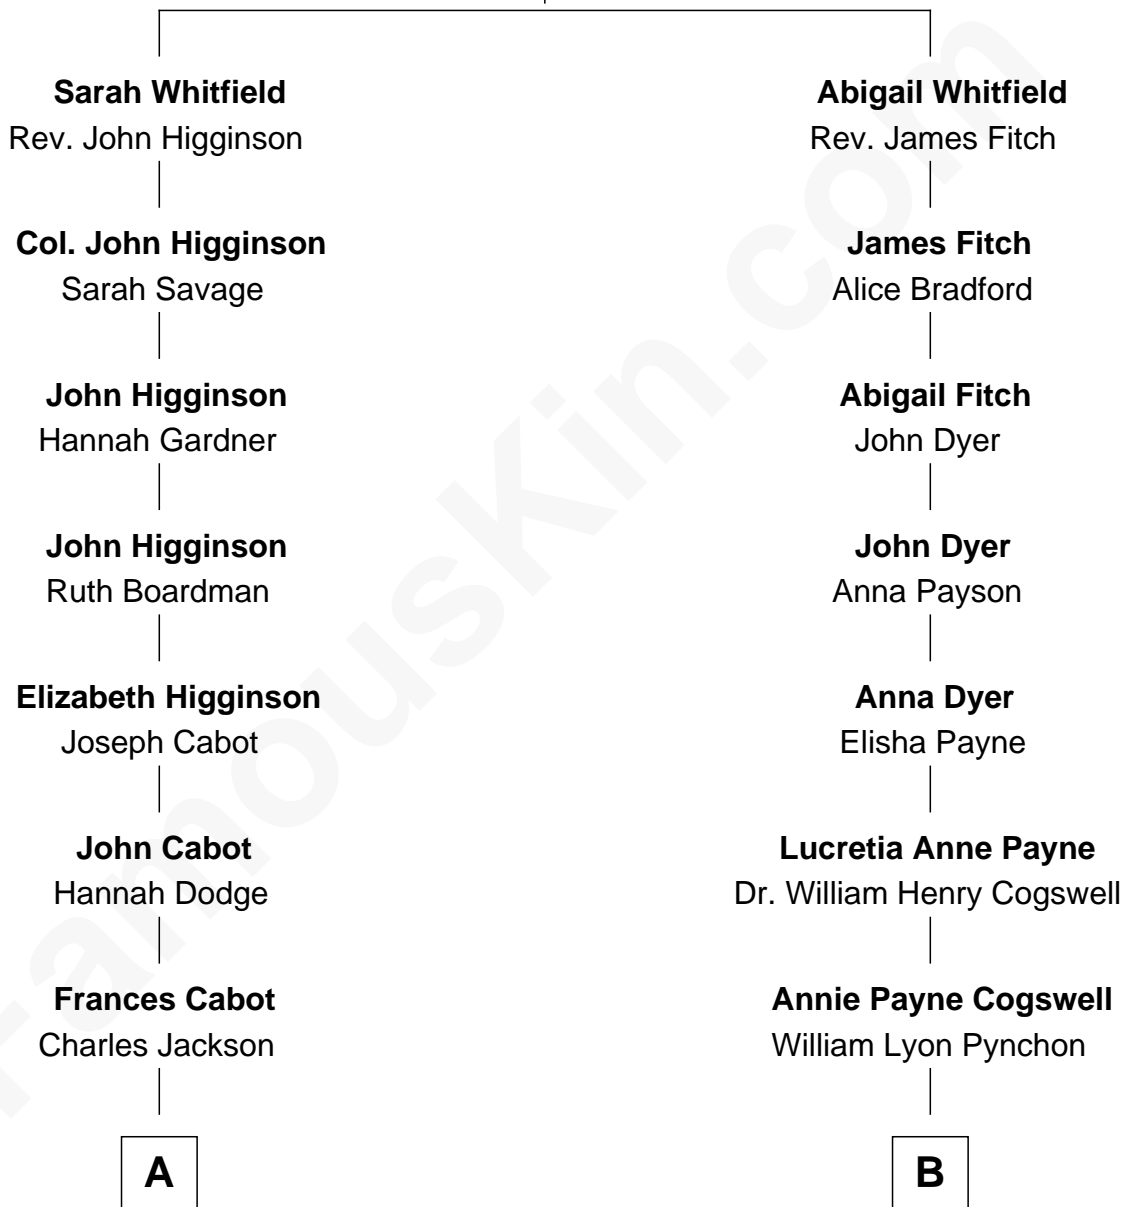 Sarah Whitfield
Rev. John Higginson
Abigail Whitfield
Rev. James Fitch
Col. John Higginson
Sarah Savage
James Fitch
Alice Bradford
John Higginson
Hannah Gardner
Abigail Fitch
John Dyer
John Higginson
Ruth Boardman
John Dyer
Anna Payson
Elizabeth Higginson
Joseph Cabot
Anna Dyer
Elisha Payne
John Cabot
Hannah Dodge
Lucretia Anne Payne
Dr. William Henry Cogswell
Frances Cabot
Charles Jackson
Annie Payne Cogswell
William Lyon Pynchon
A
B
FamousKin.com